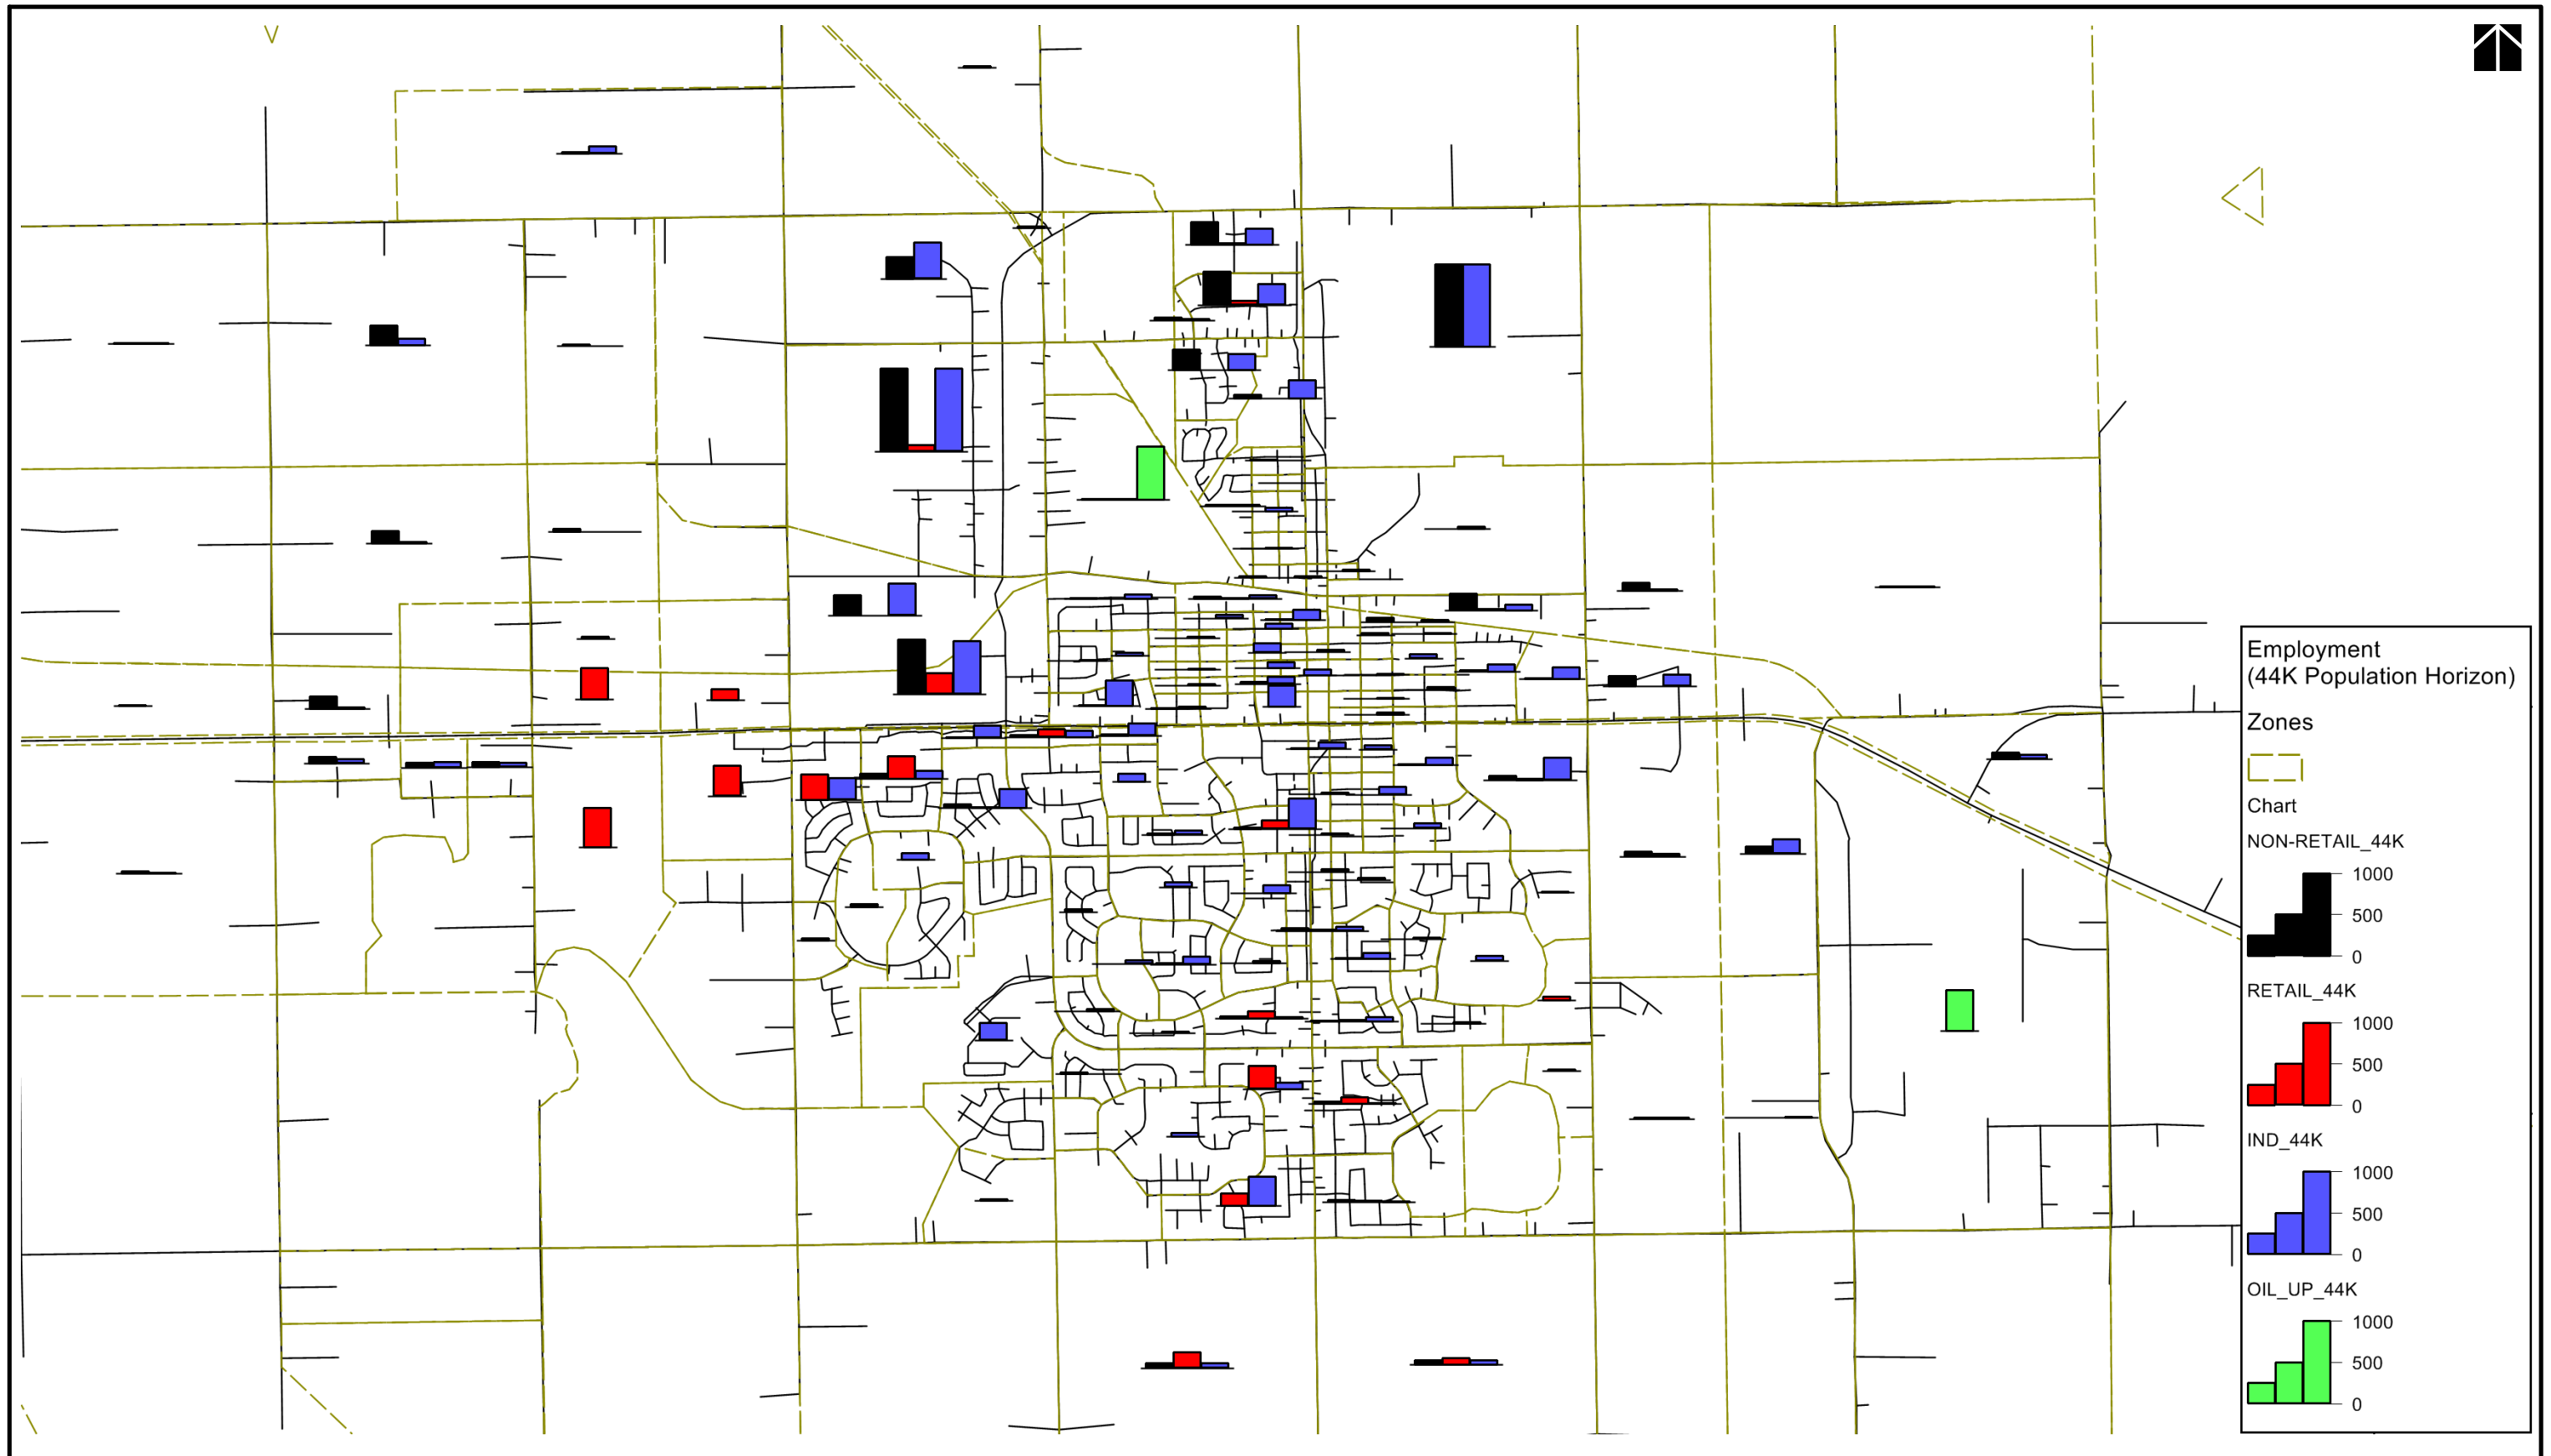 Employment
(44K Population Horizon)
Zones
Chart
NON-RETAIL_44K
1000
500
0
RETAIL_44K
1000
500
0
IND_44K
1000
500
0
OIL_UP_44K
1000
500
0